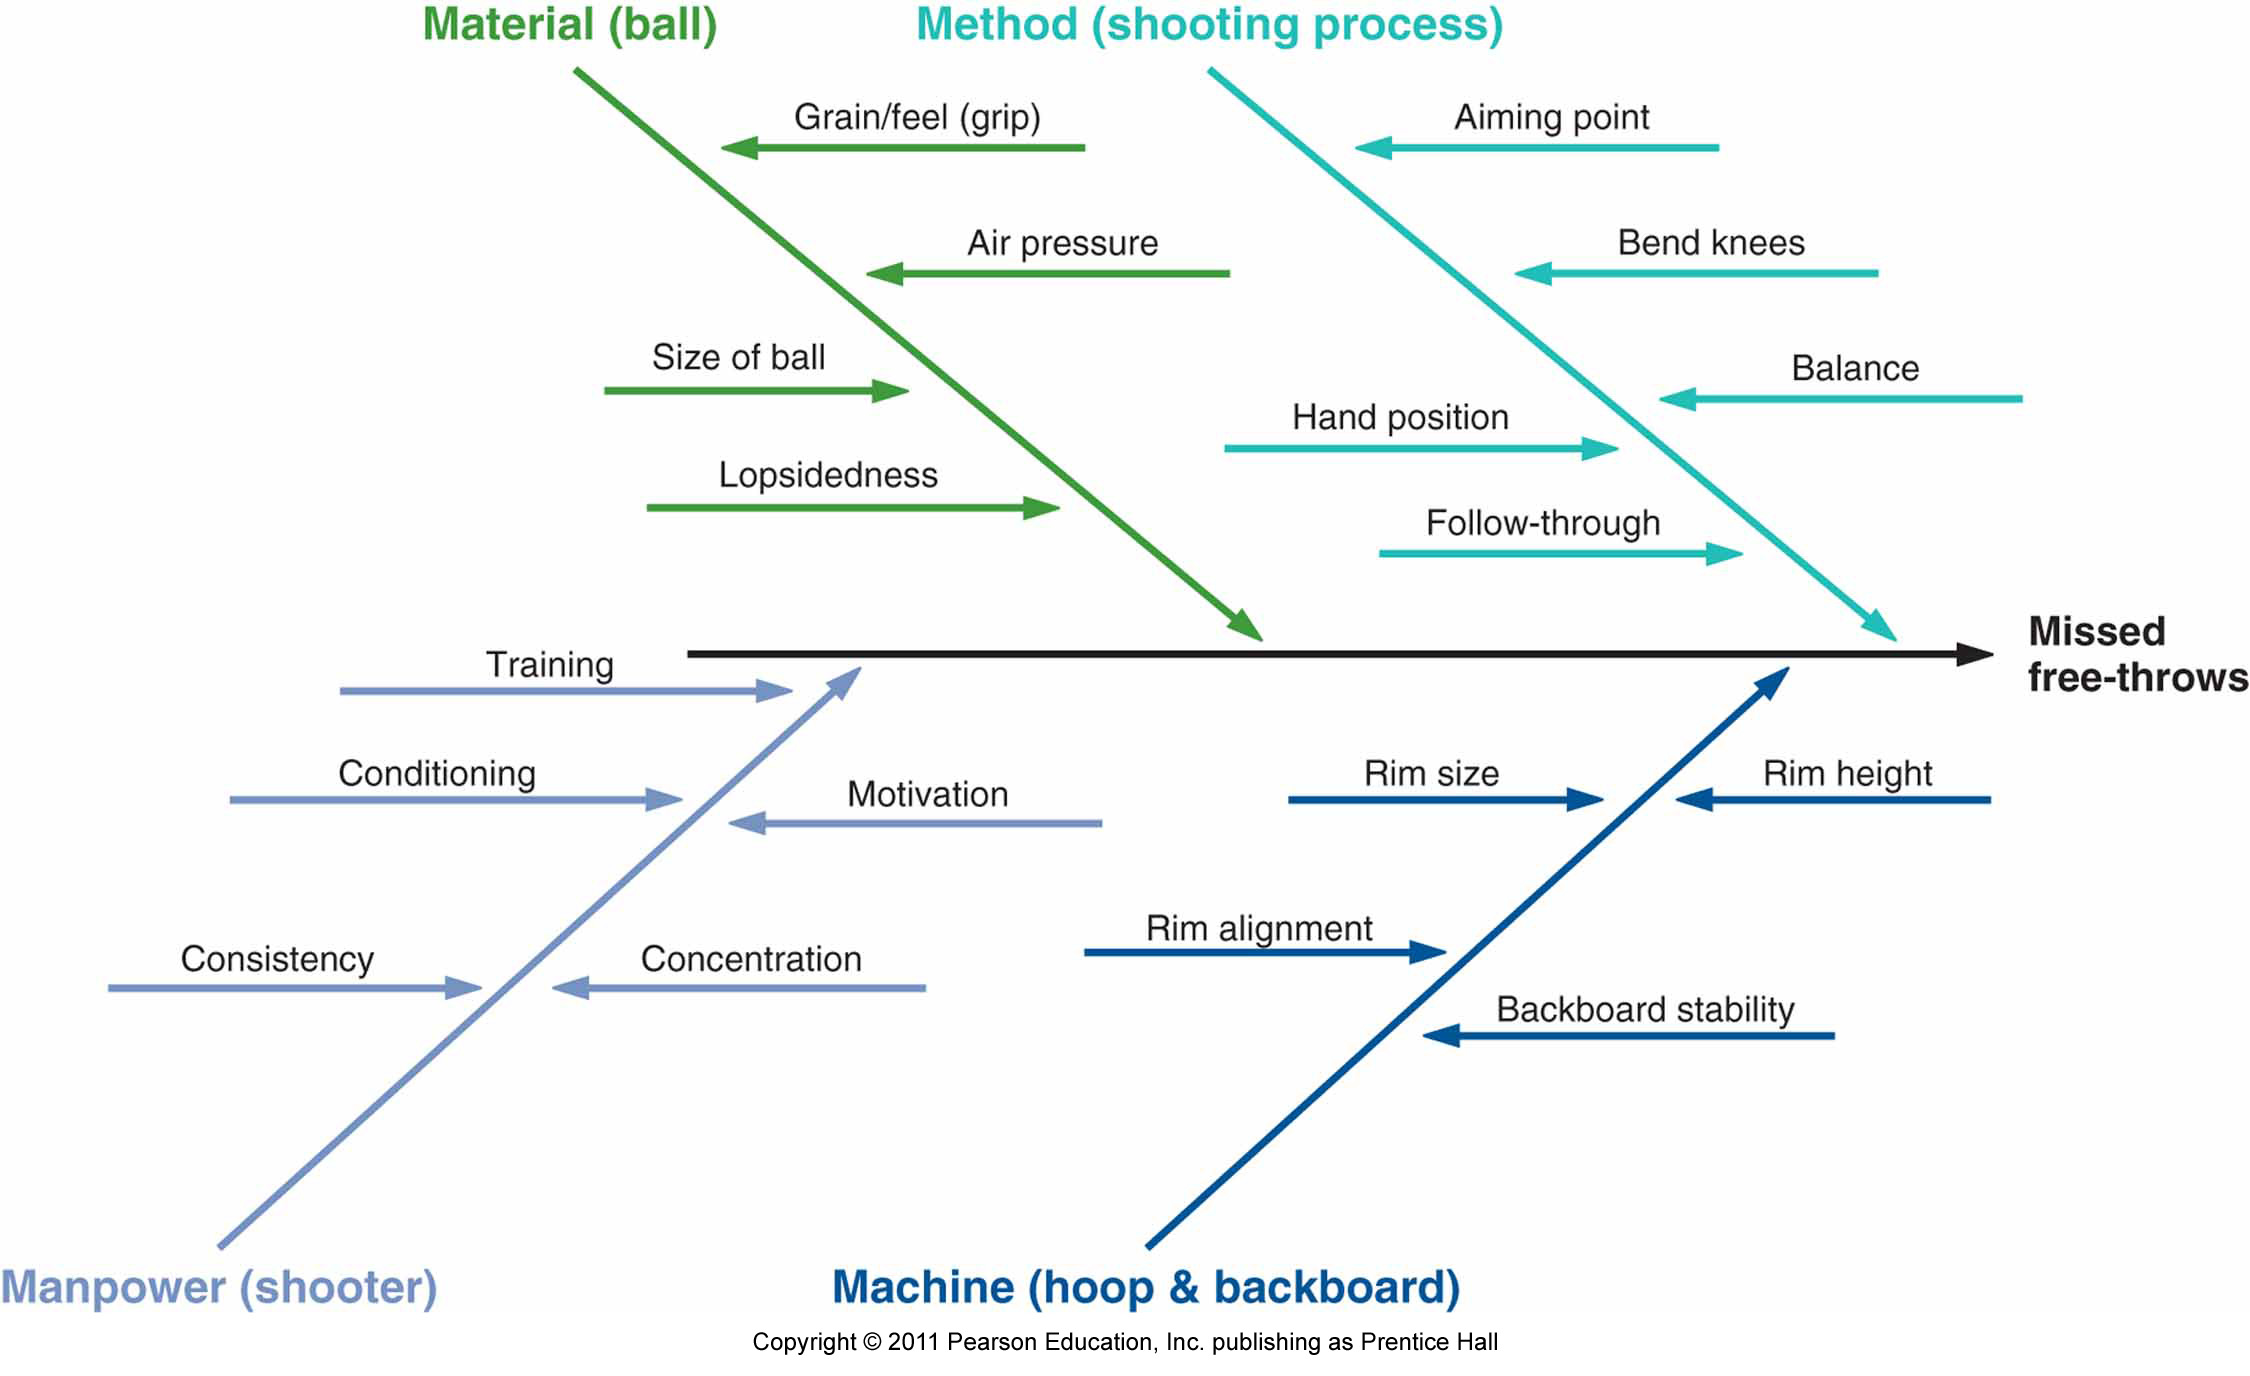 Material (ball)
Method (shooting process)
Grain/feel (grip)
Aiming point
Air pressure
Bend knees
Size of ball
Balance
Hand position
Lopsidedness
Follow-through
Missed
free-throws
Training
Conditioning
Motivation
Rim size
Rim height
Rim alignment
Consistency
Concentration
Backboard stability
Manpower (shooter)
Machine (hoop & backboard)
Copyright © 2011 Pearson Education, Inc. publishing as Prentice Hall